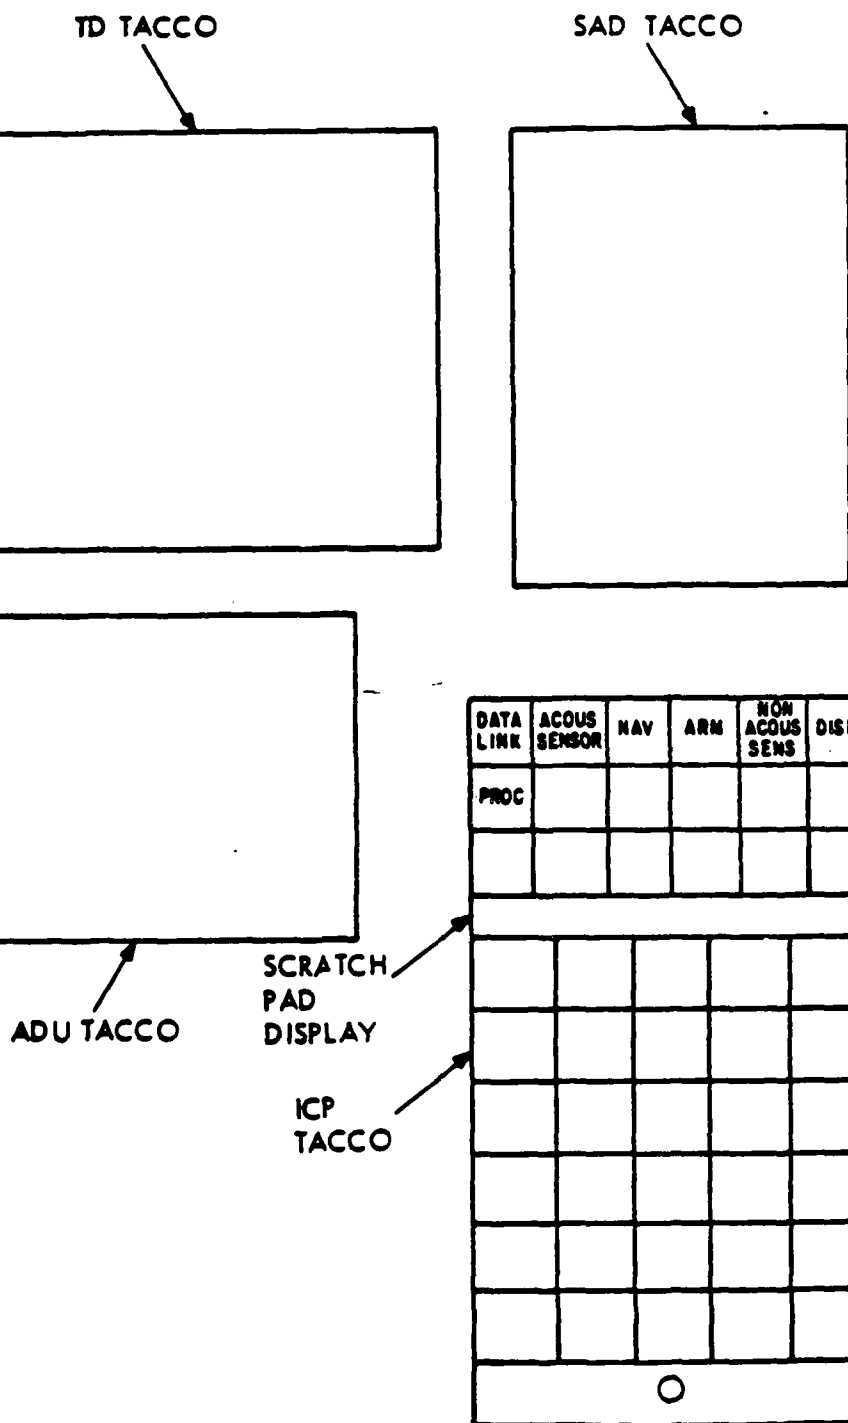 TD TACCO
SAD TACCO
DATA LINK
ACOUS SENSOR
NAV
ARM
NON ACOUS SENS
PROC
SCRATCH
PAD
DISPLAY
ADU TACCO
ICP
TACCO